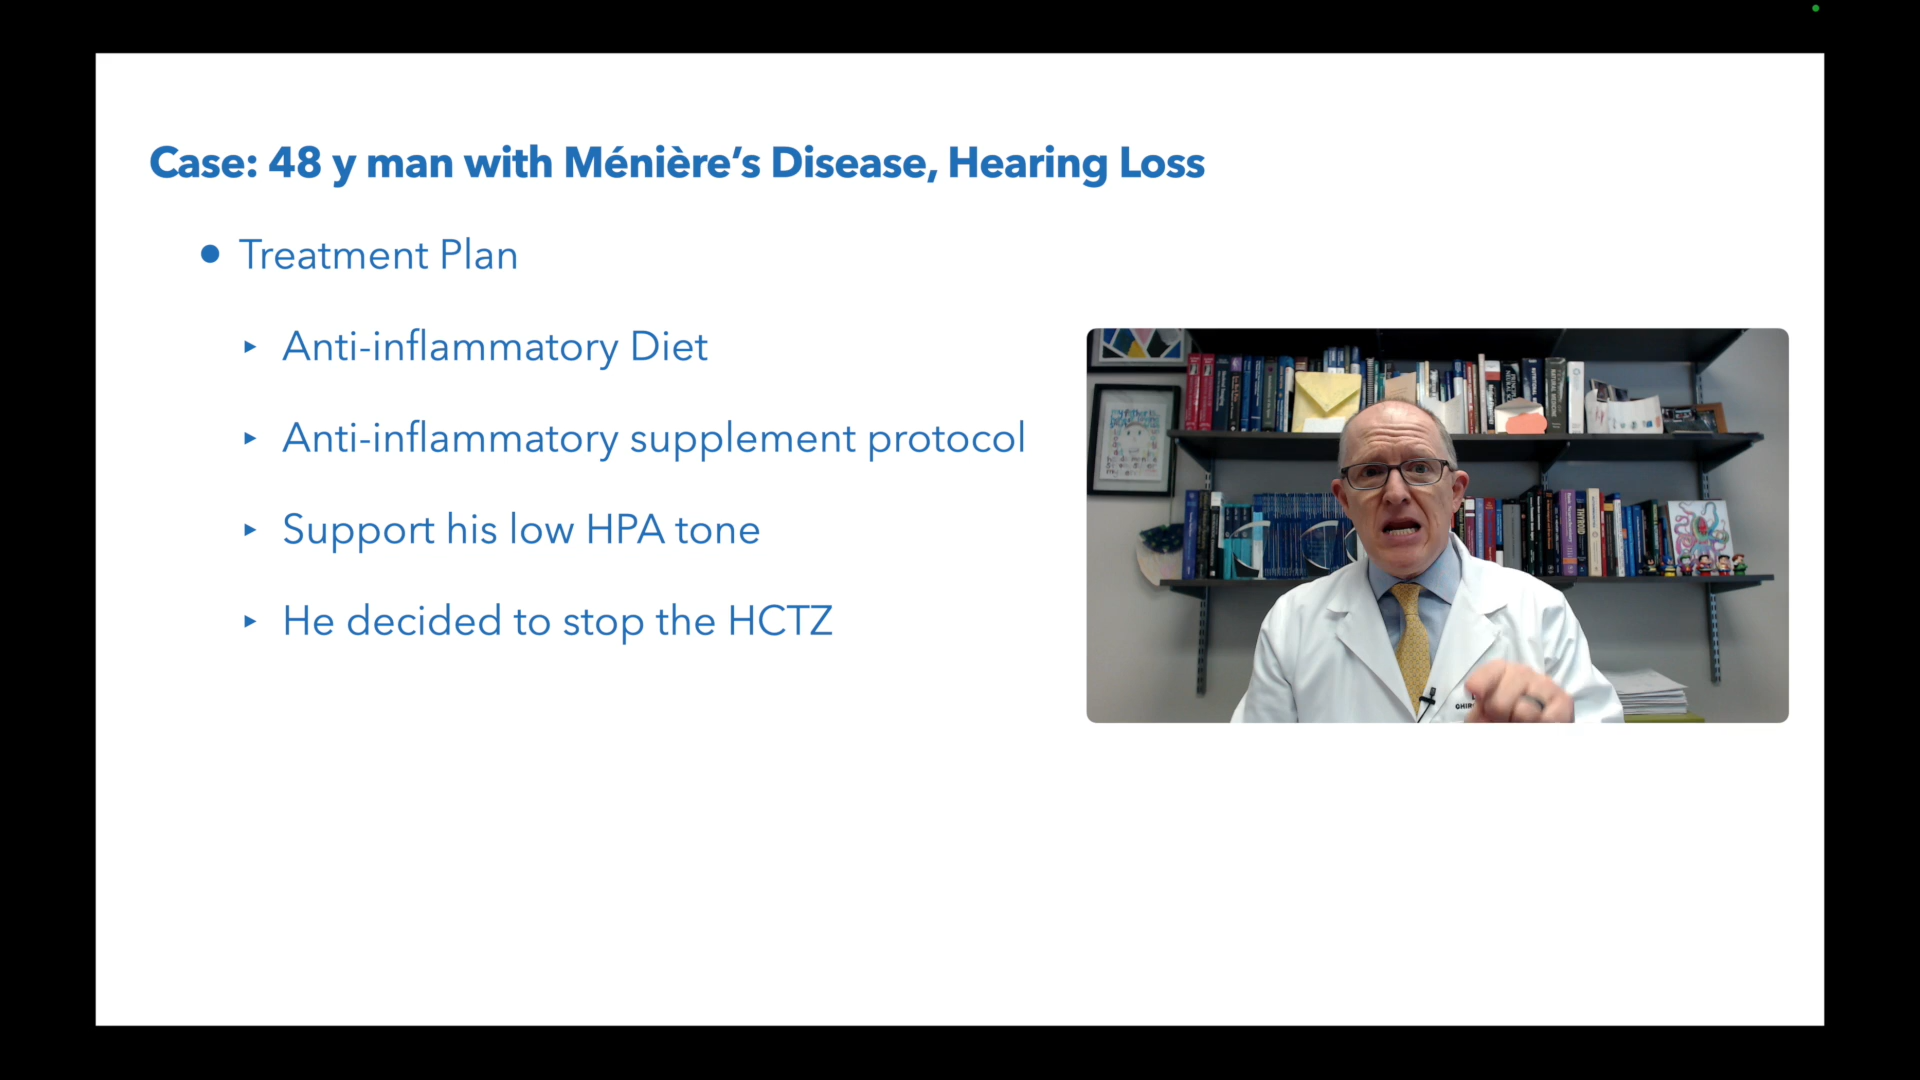 Case: 48 y man with Ménière’s Disease, Hearing Loss
● Treatment Plan
‣ Anti-inflammatory Diet
‣ Anti-inflammatory supplement protocol
‣ Support his low HPA tone
‣ He decided to stop the HCTZ
THYROID